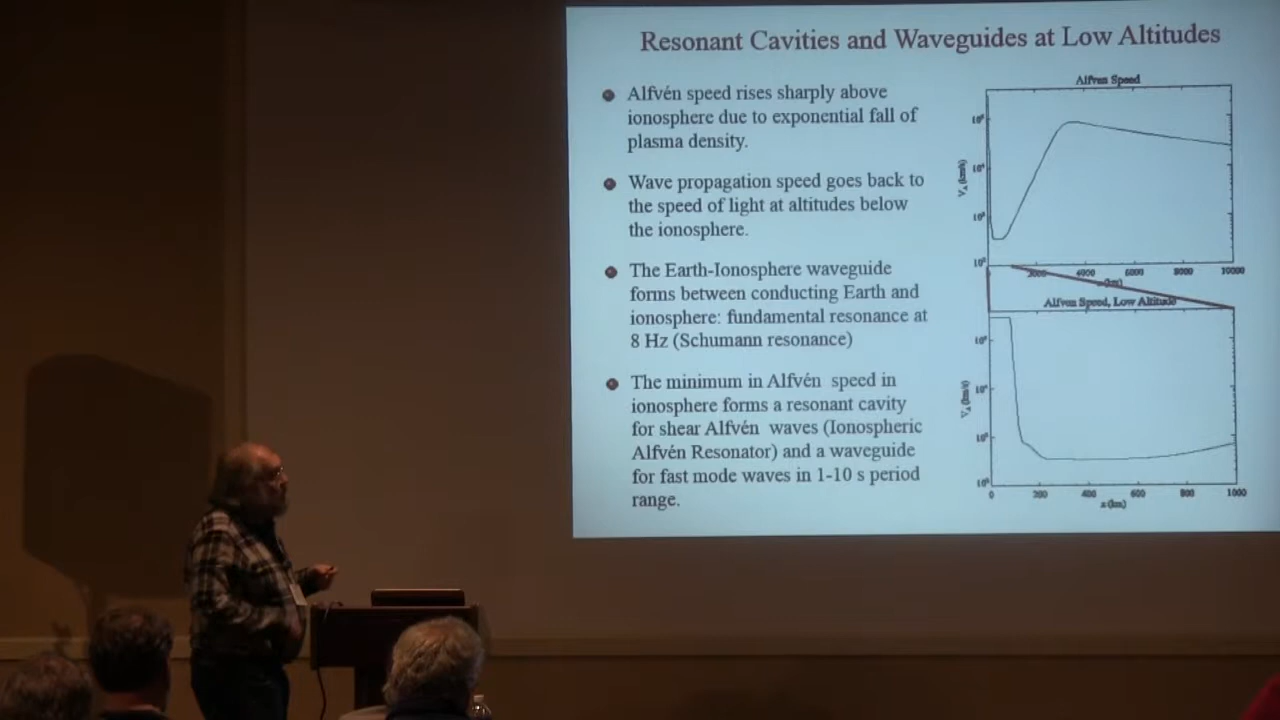 Resonant Cavities and Waveguides at Low Altitudes
Alfvén speed rises sharply above
ionosphere due to exponential fall of
plasma density.
Wave propagation speed goes back to
the speed of light at altitudes below
the ionosphere.
The Earth-Ionosphere waveguide
forms between conducting Earth and
ionosphere: fundamental resonance at
8 Hz (Schumann resonance)
The minimum in Alfvén speed in
ionosphere forms a resonant cavity
for shear Alfvén waves (Ionospheric
Alfvén Resonator) and a waveguide
for fast mode waves in 1-10 s period
range.
Alfven Speed
4000 6000 8000 10000
Alfven Speed, Low Altitude
0 200 400 600 800 1000
z (km)